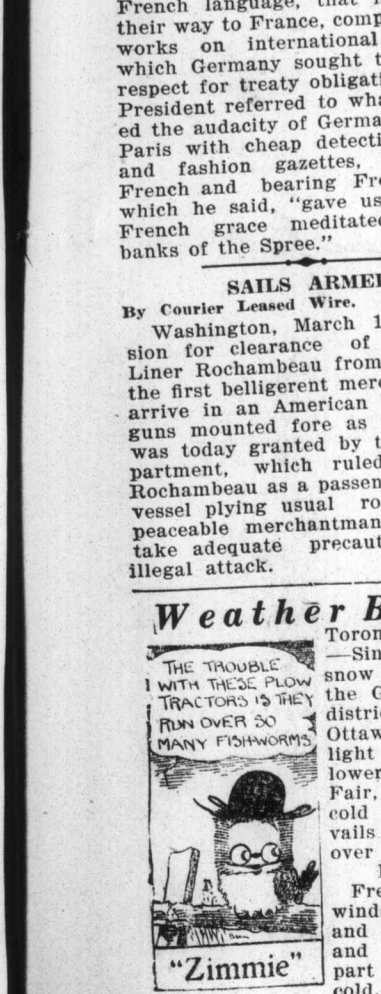 French language, that
their way to France, comp
works on international
which Germany sought t
respect for treaty obligati
President referred to wha
ed the audacity of Germa
Paris with cheap detecti
and fashion gazettes,
French and bearing Fre
which he said, "gave us
French grace meditated
banks of the Spree."
SAILS ARMED
By Courier Leased Wire.
Washington, March 1
sion for clearance of
Liner Rochambeau from
the first belligerent merc
arrive in an American
guns mounted fore as
was today granted by t
partment, which ruled
Rochambeau as a passen
vessel plying usual ro
peaceable merchantman
take adequate precaut
illegal attack.
Weather B
THE TROUBLE
WITH THESE PLOW
TRACTORS IS THEY
RUN OVER SO
MANY FISHWORMS
"Zimmie"
Toron
—Sin
snow
the G
distri
Ottaw
light
lower
Fair,
cold
vails
over
Fre
wind
and
and
part
cold.